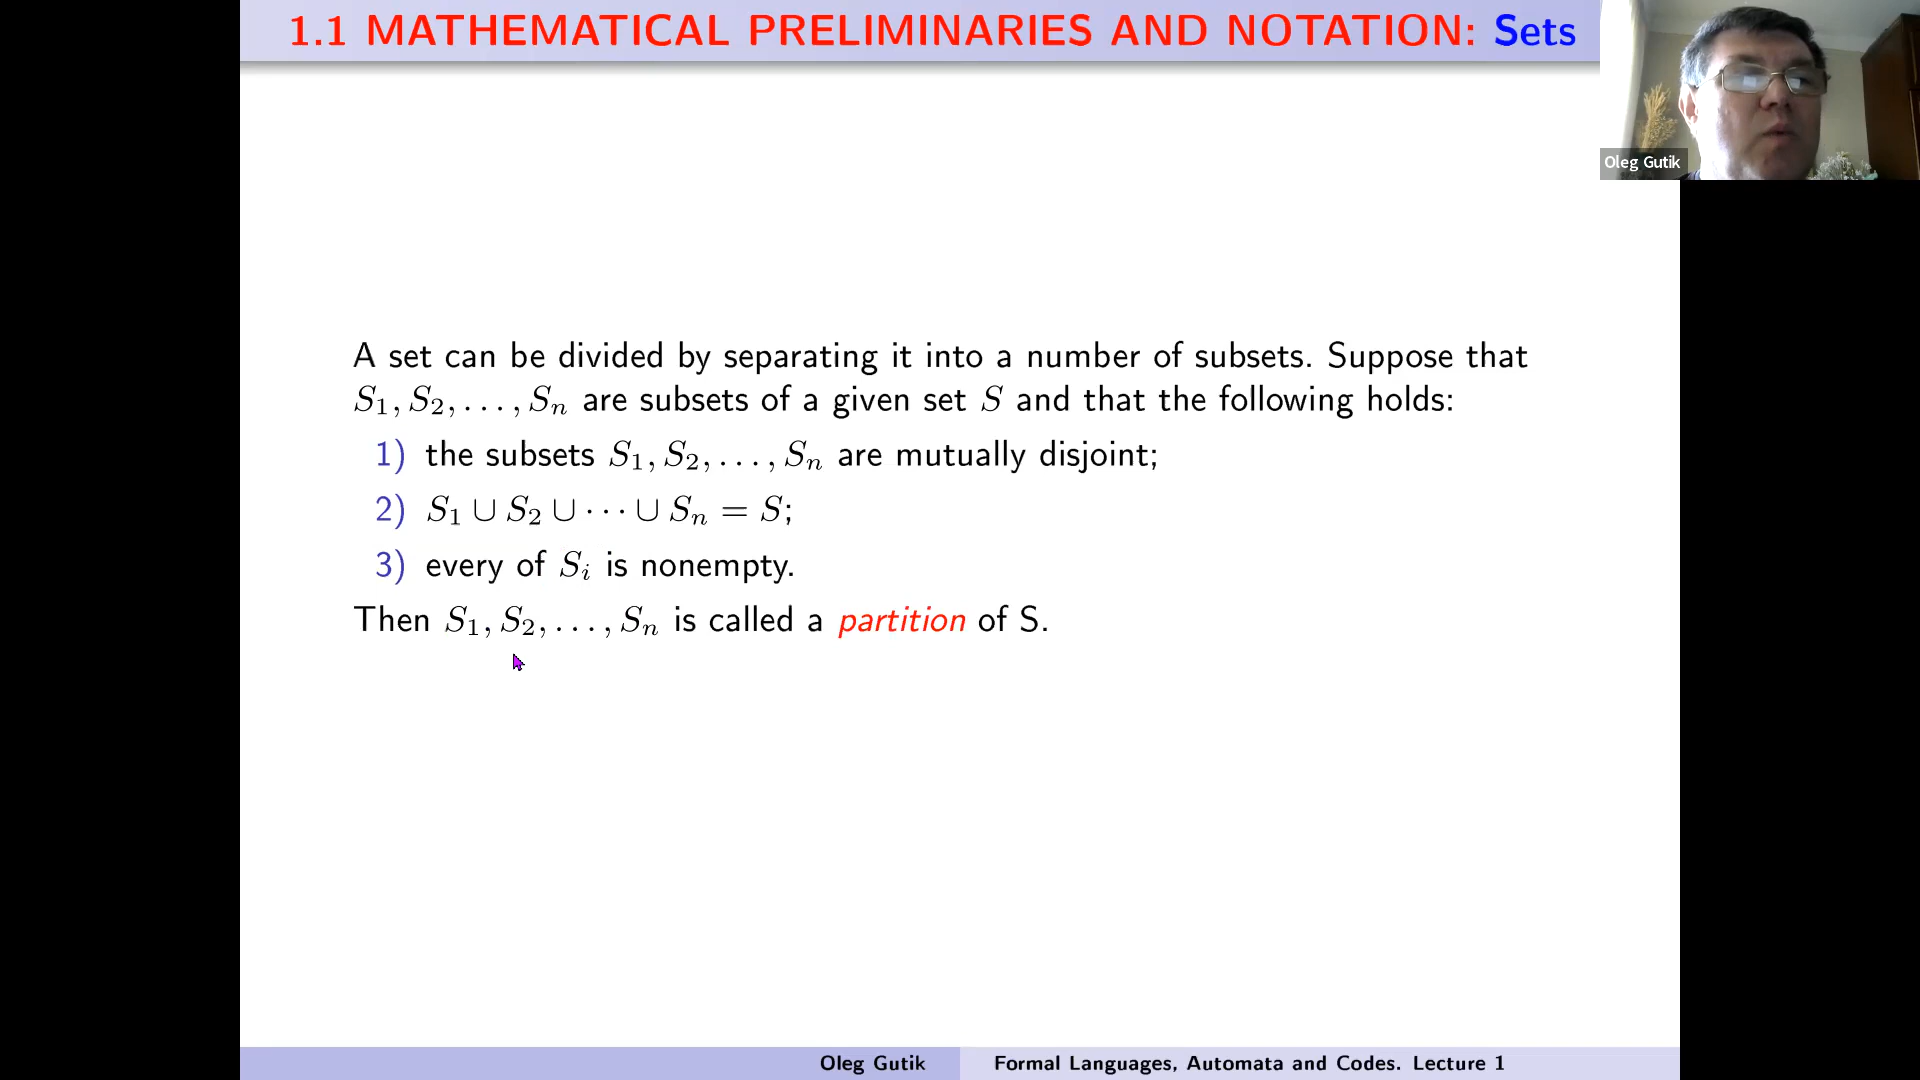 1.1 MATHEMATICAL PRELIMINARIES AND NOTATION: Sets
Oleg Gutik
A set can be divided by separating it into a number of subsets. Suppose that
S₁, S₂, . . . , Sₙ are subsets of a given set S and that the following holds:
1) the subsets S₁, S₂, . . . , Sₙ are mutually disjoint;
2) S₁ ∪ S₂ ∪ · · · ∪ Sₙ = S;
3) every of Sᵢ is nonempty.
Then S₁, S₂, . . . , Sₙ is called a partition of S.
Oleg Gutik Formal Languages, Automata and Codes. Lecture 1